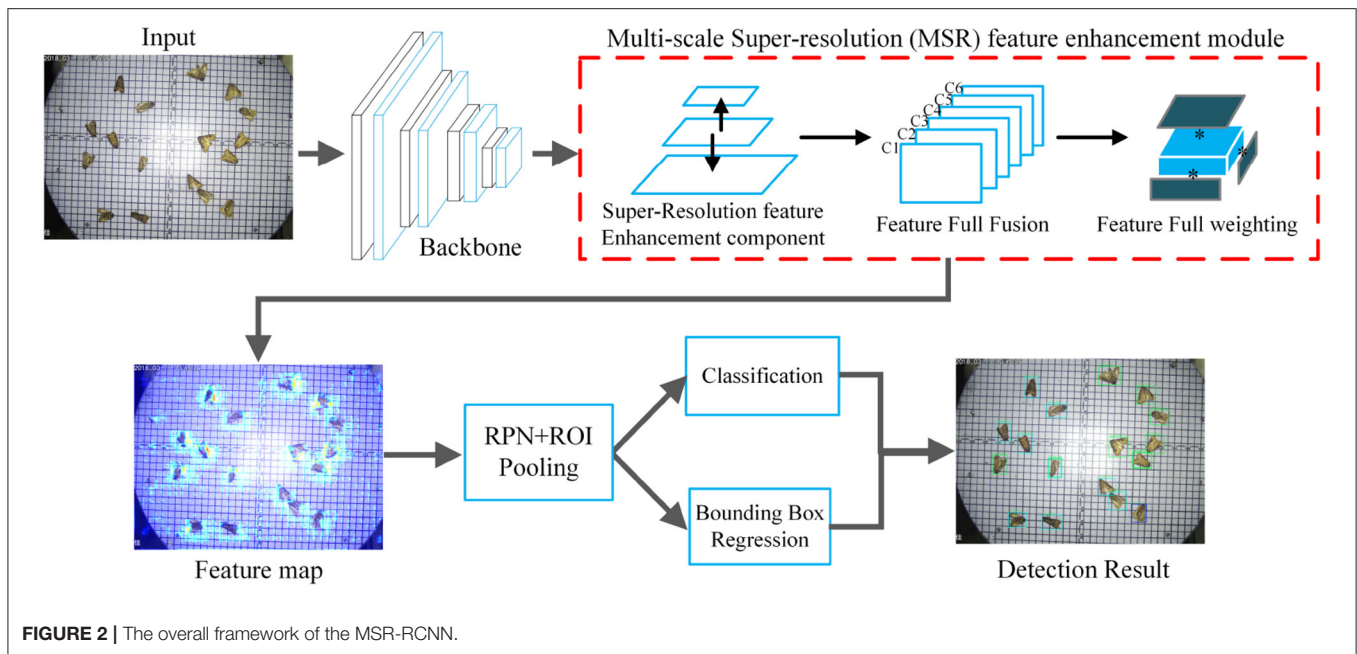 Input
Multi-scale Super-resolution (MSR) feature enhancement module
C6
C5
C4
C3
C2
C1
*
*
*
Backbone
Super-Resolution feature
Enhancement component
Feature Full Fusion
Feature Full weighting
Classification
RPN+ROI
Pooling
Bounding Box
Regression
Feature map
Detection Result
FIGURE 2 | The overall framework of the MSR-RCNN.